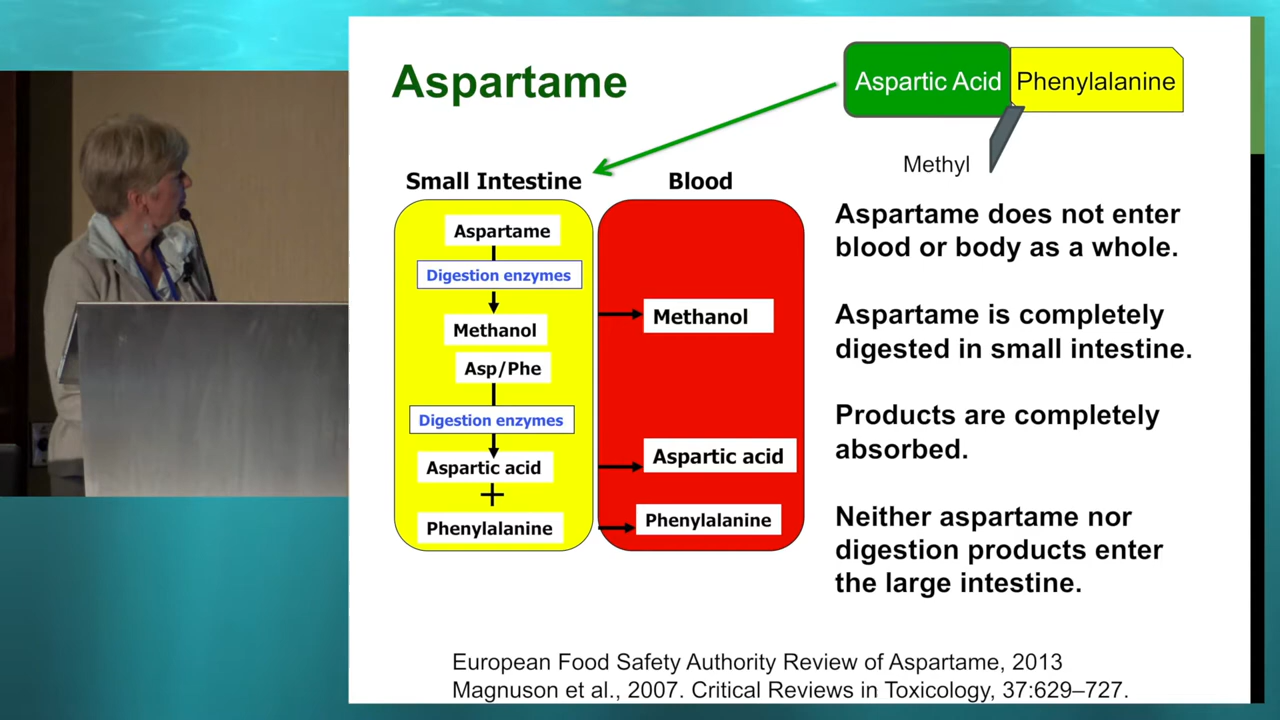 Aspartame
Aspartic Acid
Phenylalanine
Methyl
Small Intestine
Blood
Aspartame
Digestion enzymes
Methanol
Asp/Phe
Digestion enzymes
Aspartic acid
+
Phenylalanine
Methanol
Aspartic acid
Phenylalanine
Aspartame does not enter
blood or body as a whole.
Aspartame is completely
digested in small intestine.
Products are completely
absorbed.
Neither aspartame nor
digestion products enter
the large intestine.
European Food Safety Authority Review of Aspartame, 2013
Magnuson et al., 2007. Critical Reviews in Toxicology, 37:629–727.